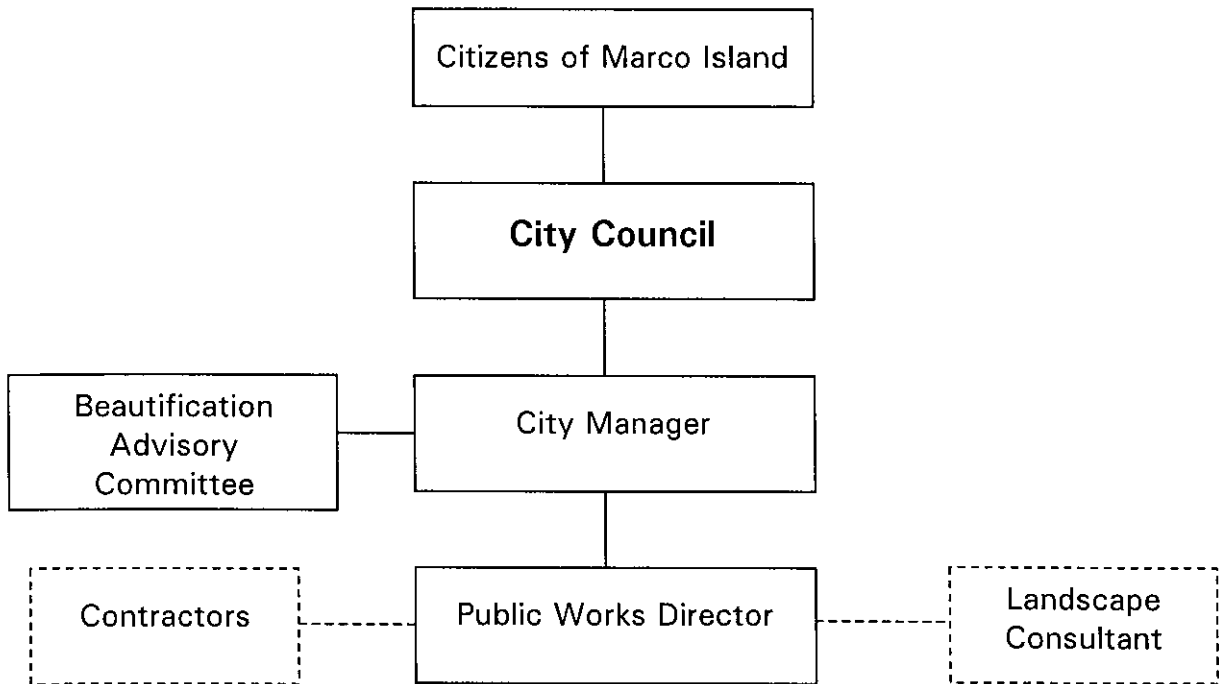 Citizens of Marco Island
City Council
Beautification
Advisory
Committee
City Manager
Contractors
Public Works Director
Landscape
Consultant